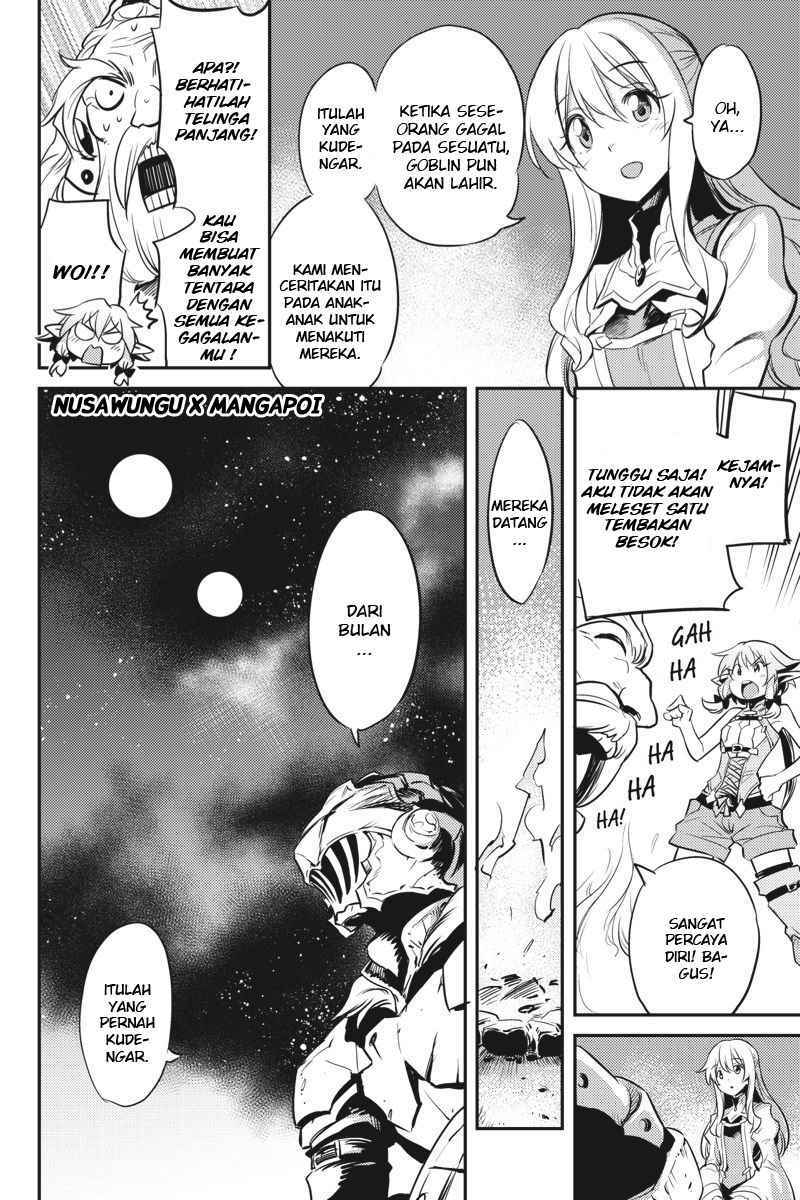 OH,
YA...
KETIKA SESE-
ORANG GAGAL
PADA SESUATU,
GOBLIN PUN
AKAN LAHIR.
ITULAH
YANG
KUDE-
NGAR.
KAMI MEN-
CERITAKAN ITU
PADA ANAK-
ANAK UNTUK
MENAKUTI
MEREKA.
APA?!
BERHATI-
HATILAH
TELINGA
PANJANG!
KAU
BISA
MEMBUAT
BANYAK
TENTARA
DENGAN
SEMUA KE-
GAGALAN-
MU !
WOI!!
KEJAM-
NYA!
TUNGGU SAJA!
AKU TIDAK AKAN
MELESET SATU
TEMBAKAN
BESOK!
GAH
HA
HA
HA
HA!
SANGAT
PERCAYA
DIRI! BA-
GUS!
MEREKA
DATANG
...
NUSAWUNGU X MANGAPOI
DARI
BULAN
...
ITULAH
YANG
PERNAH
KUDE-
NGAR.